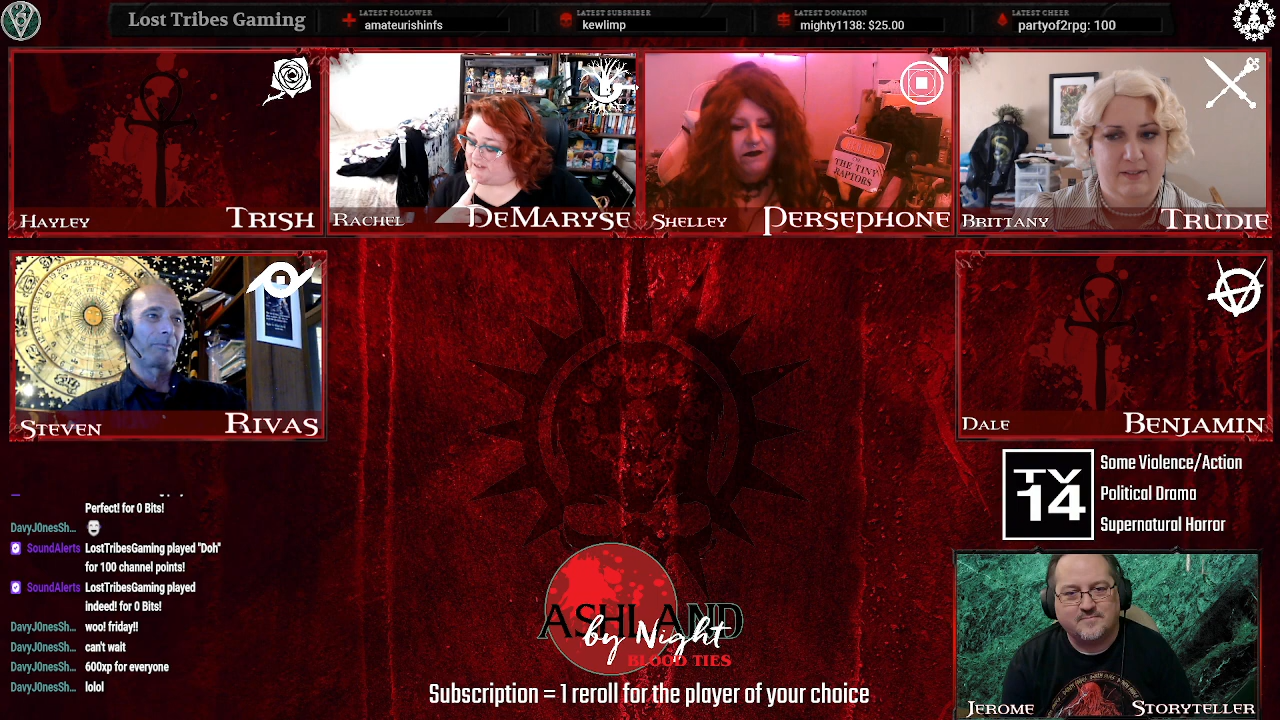 Lost Tribes Gaming
LATEST FOLLOWER
amateurishinfs
LATEST SUBSRIBER
kewlimp
LATEST DONATION
mighty1138: $25.00
LATEST CHEER
partyof2rpg: 100
HAYLEY TRISH
RACHEL DEMARYSE
THE TINY
RAPTORS
SHELLEY PERSEPHONE
BRITTANY TRUDIE
STEVEN RIVAS
DALE BENJAMIN
TV
14
Some Violence/Action
Political Drama
Supernatural Horror
Perfect! for 0 Bits!
DavyJ0nesSh...
SoundAlerts LostTribesGaming played "Doh"
for 100 channel points!
SoundAlerts LostTribesGaming played
indeed! for 0 Bits!
DavyJ0nesSh... woo! friday!!
DavyJ0nesSh... can't wait
DavyJ0nesSh... 600xp for everyone
DavyJ0nesSh... lolol
ASHLAND
by Night
BLOOD TIES
Subscription = 1 reroll for the player of your choice
JEROME STORYTELLER